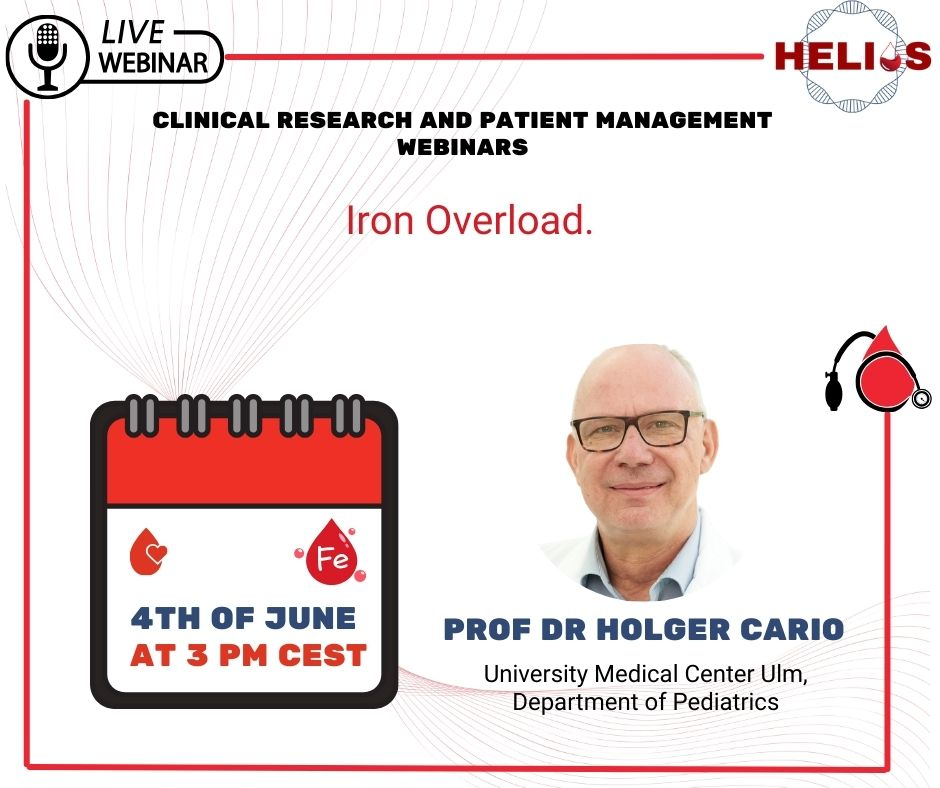 LIVE
WEBINAR
HELIOS
CLINICAL RESEARCH AND PATIENT MANAGEMENT
WEBINARS
Iron Overload.
Fe
4TH OF JUNE
AT 3 PM CEST
PROF DR HOLGER CARIO
University Medical Center Ulm,
Department of Pediatrics